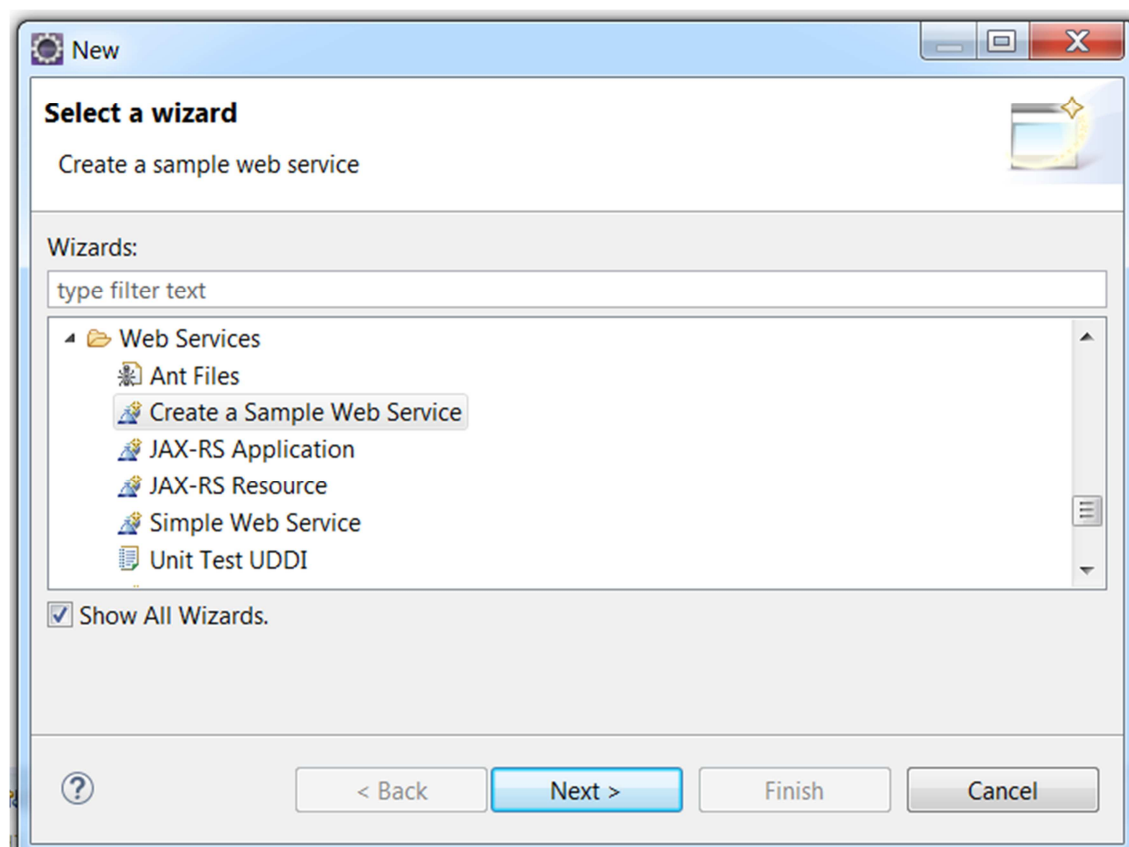 New
Select a wizard
Create a sample web service
Wizards:
type filter text
Web Services
Ant Files
Create a Sample Web Service
JAX-RS Application
JAX-RS Resource
Simple Web Service
Unit Test UDDI
Show All Wizards.
?
< Back
Next >
Finish
Cancel